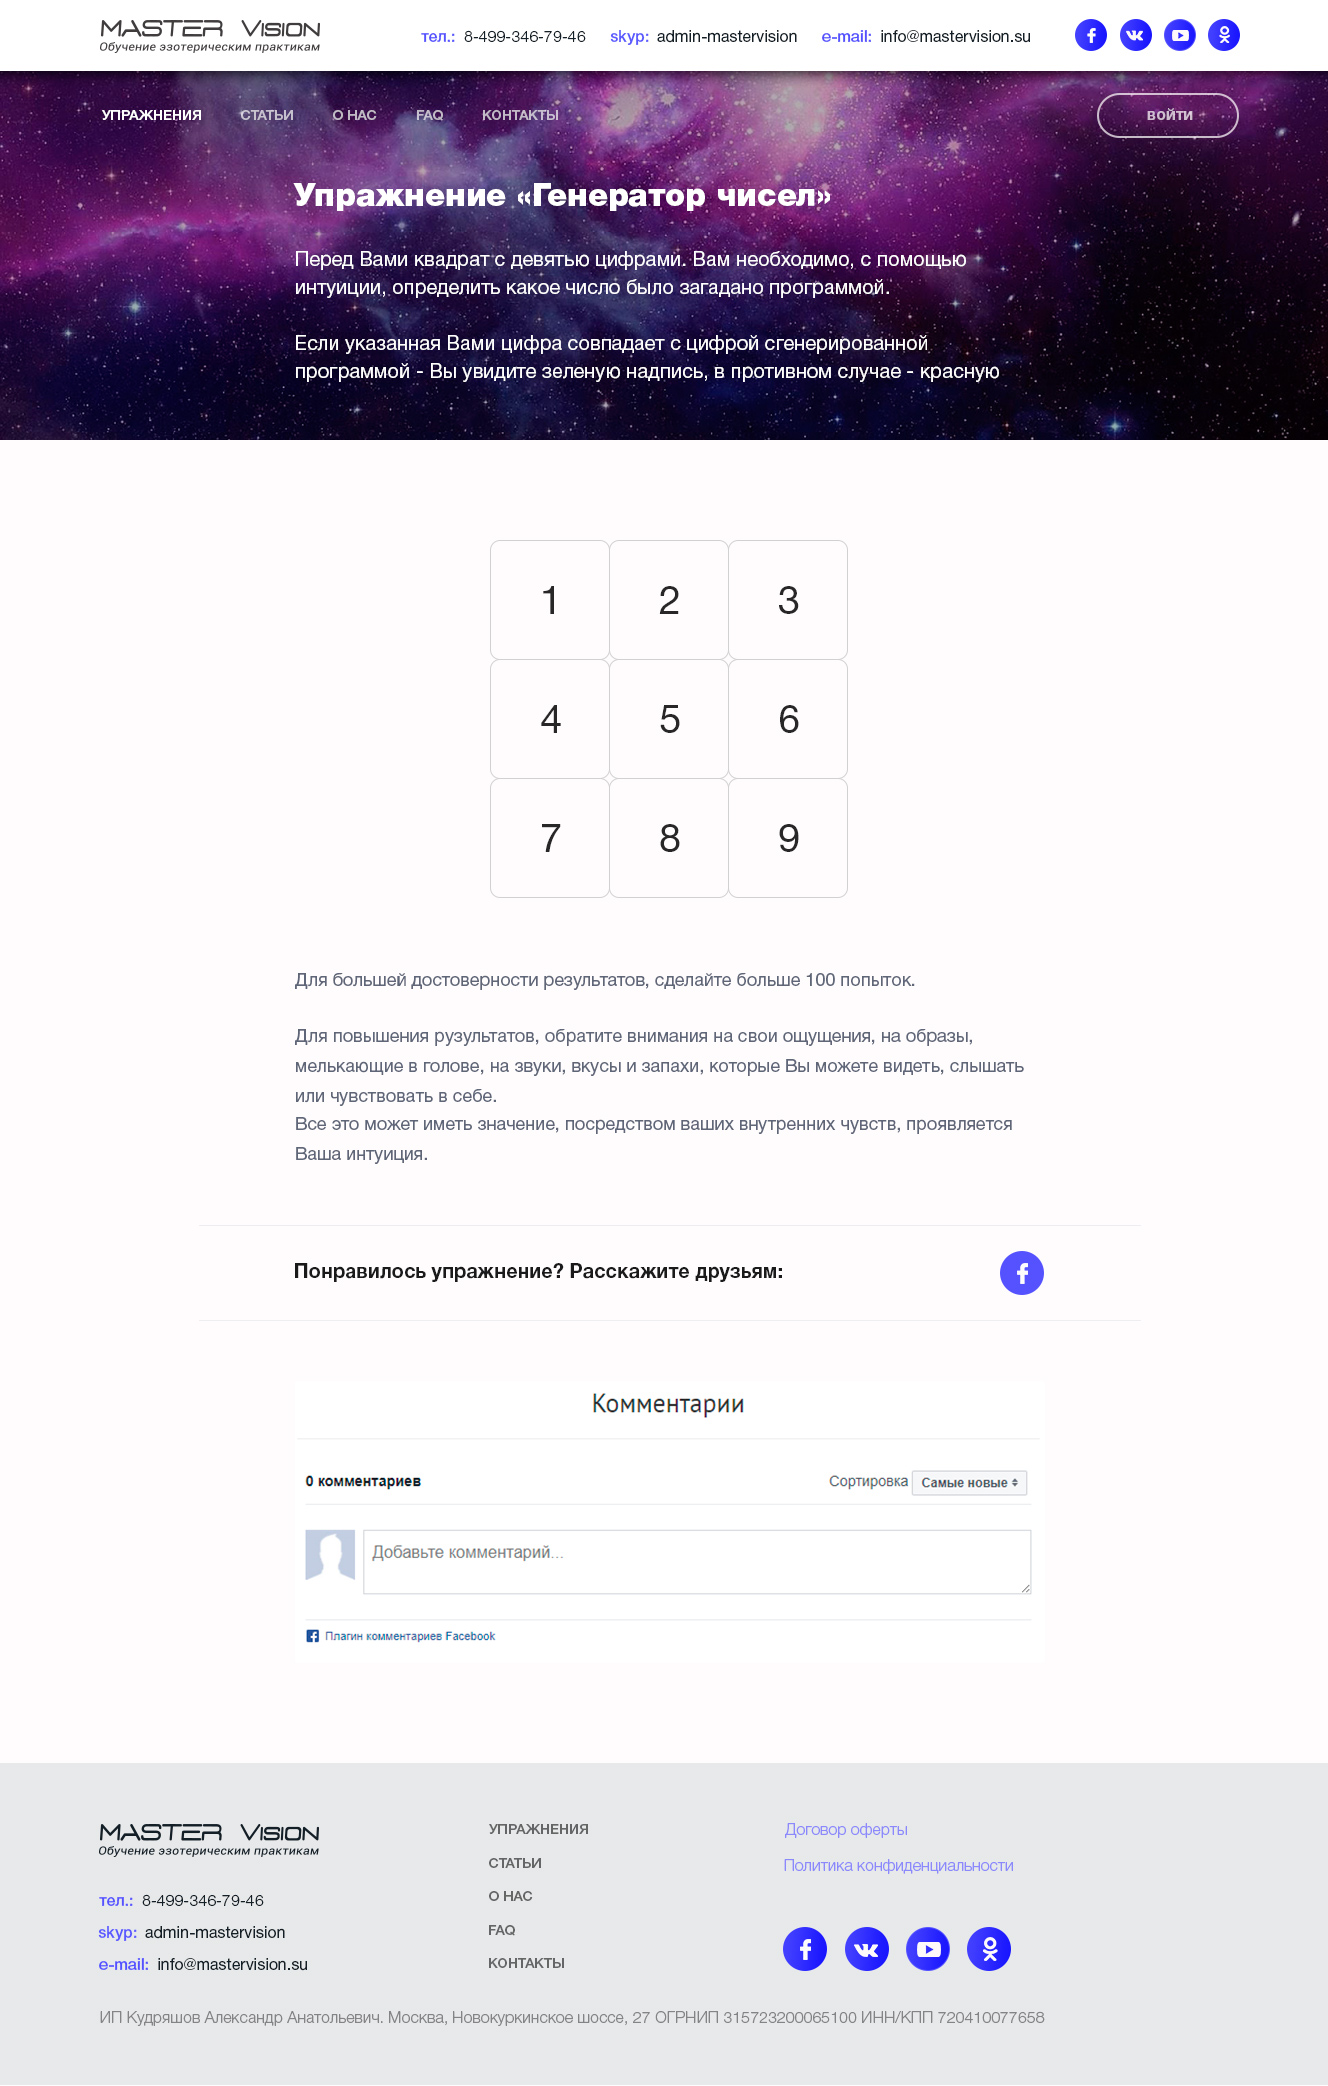 MASTER Vision
Обучение эзотерическим практикам
тел.: 8-499-346-79-46 skyp: admin-mastervision e-mail: info@mastervision.su
УПРАЖНЕНИЯ СТАТЬИ О НАС FAQ КОНТАКТЫ ВОЙТИ
Упражнение «Генератор чисел»
Перед Вами квадрат с девятью цифрами. Вам необходимо, с помощью
интуиции, определить какое число было загадано программой.
Если указанная Вами цифра совпадает с цифрой сгенерированной
программой - Вы увидите зеленую надпись, в противном случае - красную
1 2 3
4 5 6
7 8 9
Для большей достоверности результатов, сделайте больше 100 попыток.
Для повышения рузультатов, обратите внимания на свои ощущения, на образы,
мелькающие в голове, на звуки, вкусы и запахи, которые Вы можете видеть, слышать
или чувствовать в себе.
Все это может иметь значение, посредством ваших внутренних чувств, проявляется
Ваша интуиция.
Понравилось упражнение? Расскажите друзьям:
Комментарии
0 комментариев Сортировка Самые новые
Добавьте комментарий...
Плагин комментариев Facebook
MASTER Vision
Обучение эзотерическим практикам
тел.: 8-499-346-79-46
skyp: admin-mastervision
e-mail: info@mastervision.su
УПРАЖНЕНИЯ
СТАТЬИ
О НАС
FAQ
КОНТАКТЫ
Договор оферты
Политика конфиденциальности
ИП Кудряшов Александр Анатольевич. Москва, Новокуркинское шоссе, 27 ОГРНИП 315723200065100 ИНН/КПП 720410077658